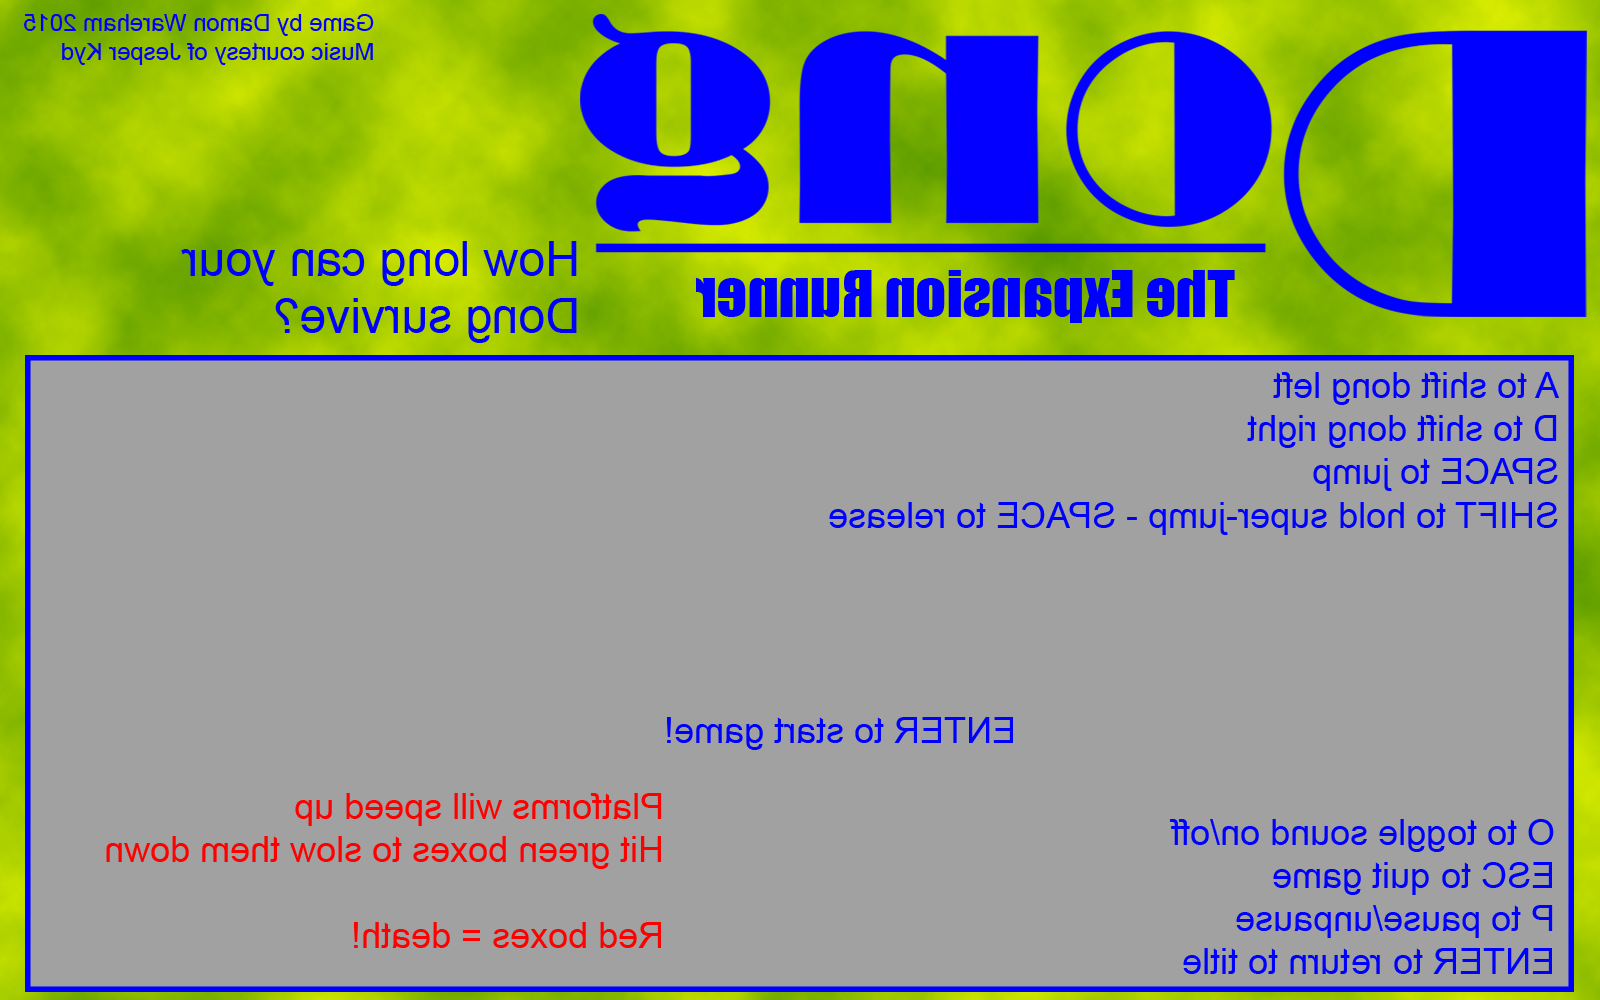 Dong
The Expansion Runner
Game by Damon Wareham 2015
Music courtesy of Jesper Kyd
How long can your
Dong survive?
A to shift dong left
D to shift dong right
SPACE to jump
SHIFT to hold super-jump - SPACE to release
ENTER to start game!
O to toggle sound on/off
ESC to quit game
P to pause/unpause
ENTER to return to title
Platforms will speed up
Hit green boxes to slow them down
Red boxes = death!